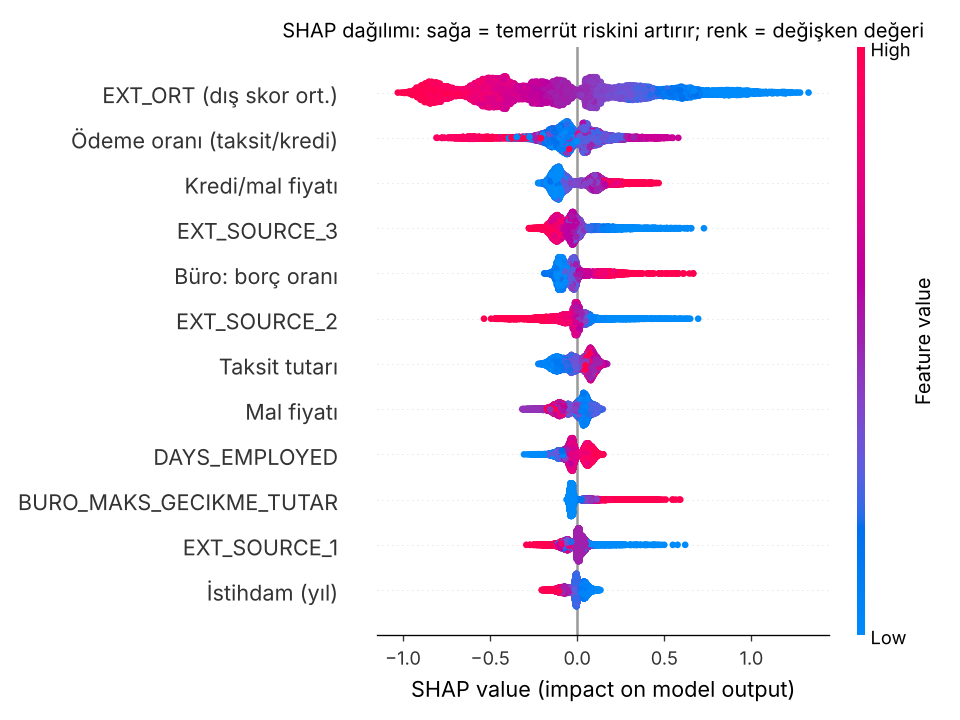 SHAP dağılımı: sağa = temerrüt riskini artırır; renk = değişken değeri
High
EXT_ORT (dış skor ort.)
Ödeme oranı (taksit/kredi)
Kredi/mal fiyatı
EXT_SOURCE_3
Büro: borç oranı
EXT_SOURCE_2
Taksit tutarı
Mal fiyatı
DAYS_EMPLOYED
BURO_MAKS_GECIKME_TUTAR
EXT_SOURCE_1
İstihdam (yıl)
Feature value
Low
−1.0 −0.5 0.0 0.5 1.0
SHAP value (impact on model output)